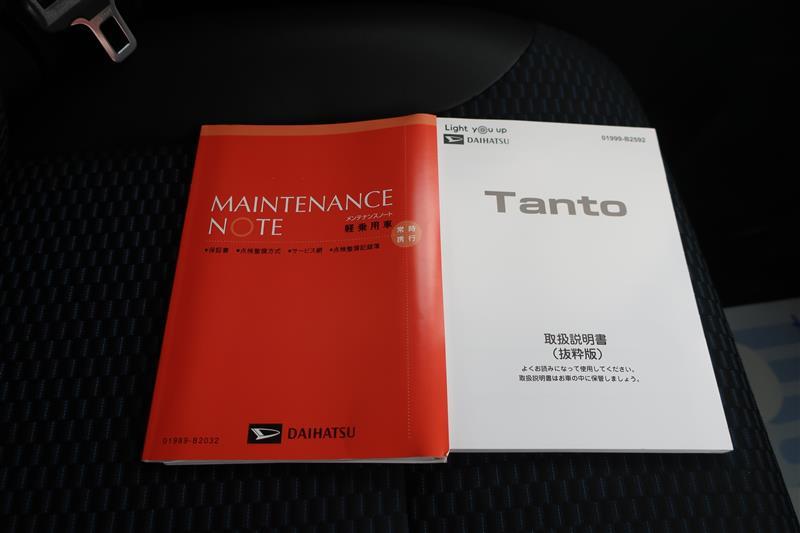 MAINTENANCE
NOTE
メンテナンスノート
軽乗用車
常時
携行
•保証書 •点検整備方式 •サービス網 •点検整備記録簿
01989-B2032
DAIHATSU
Light you up
DAIHATSU
01999-B2592
Tanto
取扱説明書
（抜粋版）
よくお読みになって使用してください。
取扱説明書はお車の中に保管しましょう。